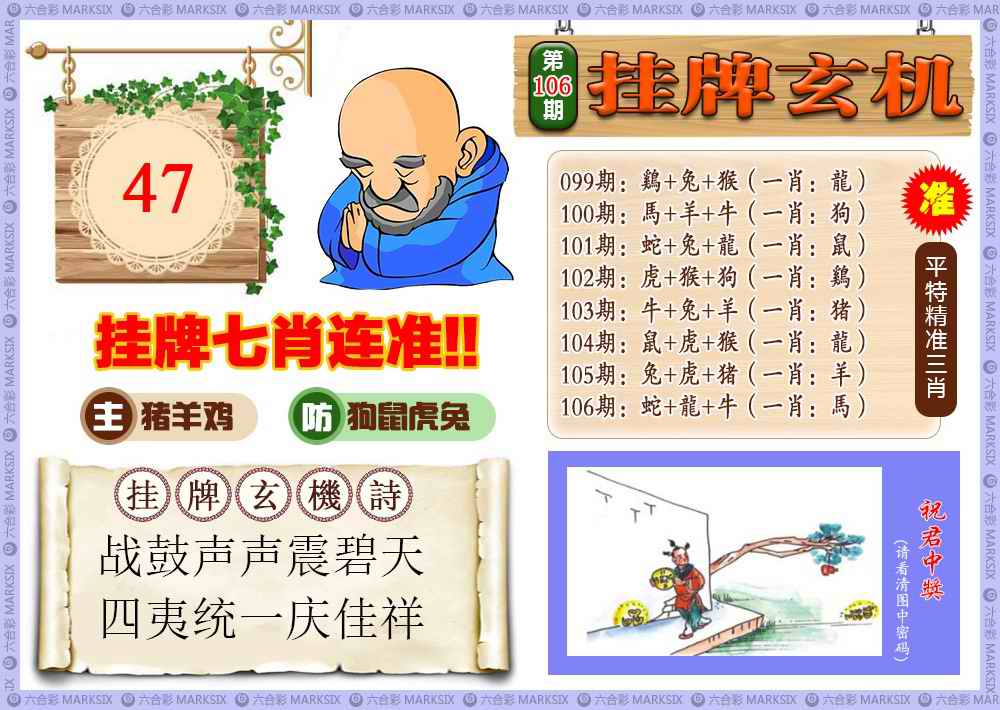 六合彩 MARKSIX
47
挂牌七肖连准!!
主 猪羊鸡
防 狗鼠虎兔
挂牌玄機詩
战鼓声声震碧天
四夷统一庆佳祥
第106期
挂牌玄机
099期：鷄+兔+猴（一肖：龍）
100期：馬+羊+牛（一肖：狗）
101期：蛇+兔+龍（一肖：鼠）
102期：虎+猴+狗（一肖：鷄）
103期：牛+兔+羊（一肖：猪）
104期：鼠+虎+猴（一肖：龍）
105期：兔+虎+猪（一肖：羊）
106期：蛇+龍+牛（一肖：馬）
准
平特精准三肖
祝君中獎
（请看清图中密码）